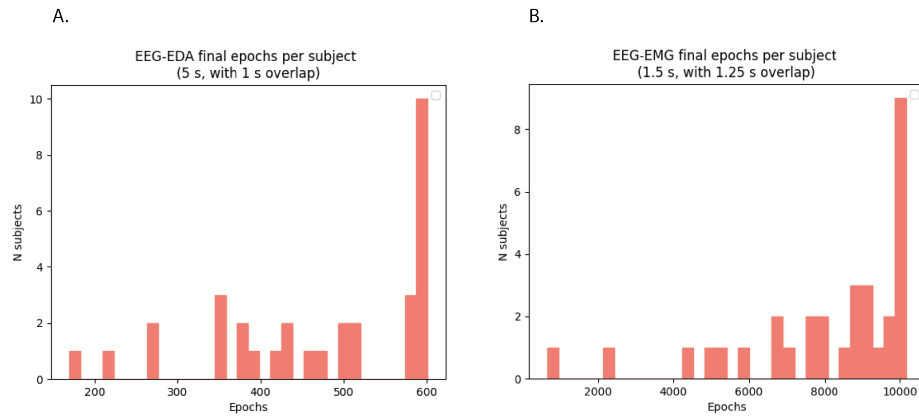 A.
EEG-EDA final epochs per subject
(5 s, with 1 s overlap)
10
8
6
4
2
0
N subjects
200
300
400
500
600
Epochs
B.
EEG-EMG final epochs per subject
(1.5 s, with 1.25 s overlap)
8
6
4
2
0
N subjects
2000
4000
6000
8000
10000
Epochs